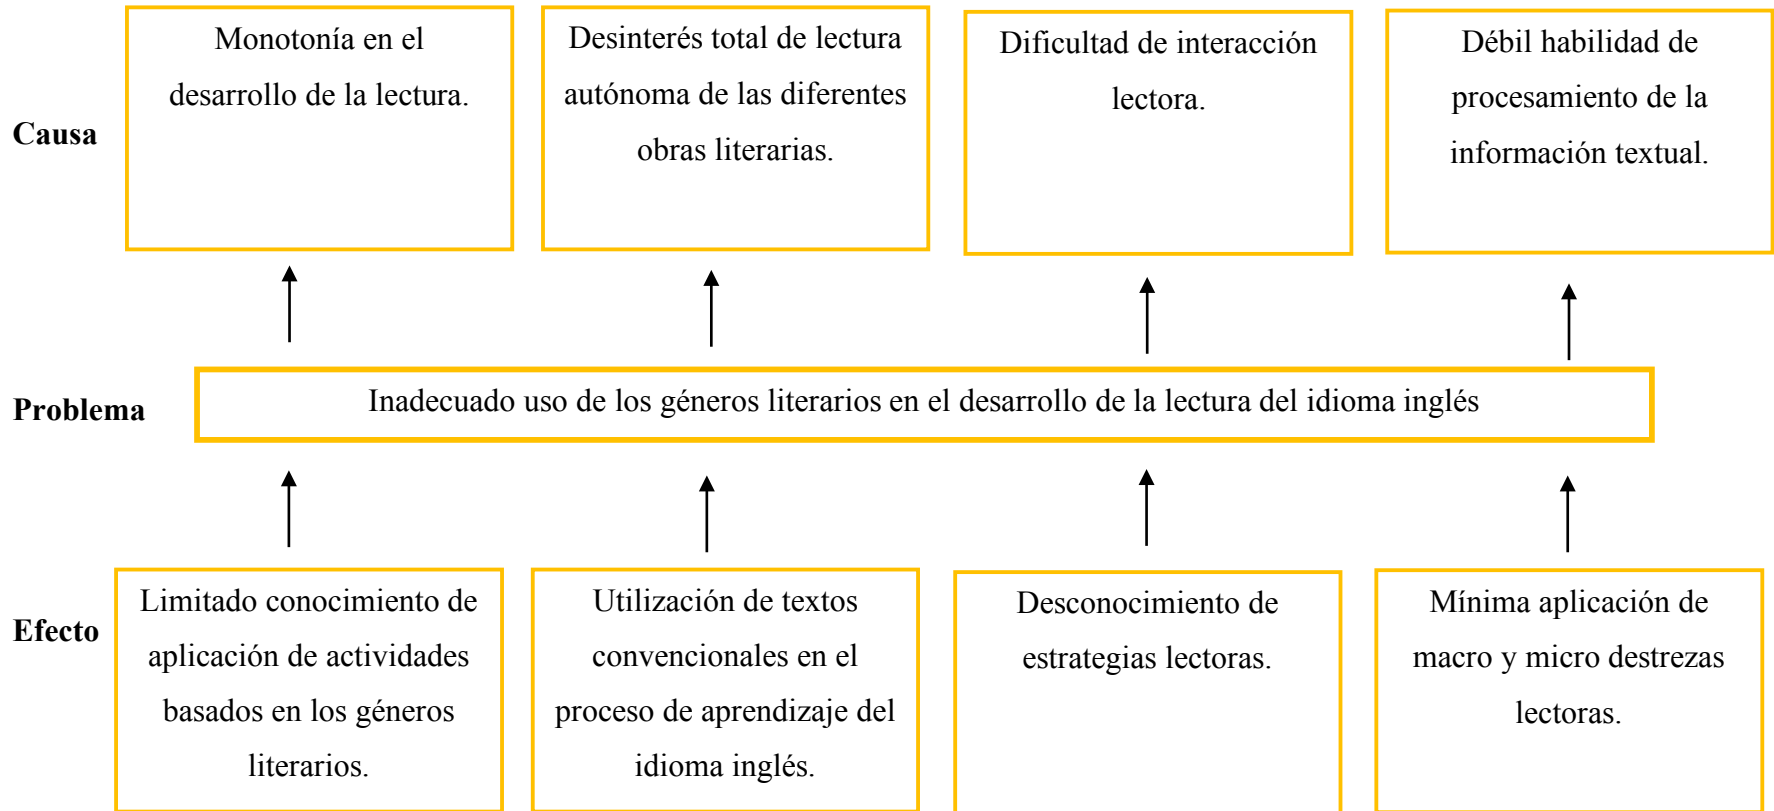 Causa
Monotonía en el
desarrollo de la lectura.
Desinterés total de lectura
autónoma de las diferentes
obras literarias.
Dificultad de interacción
lectora.
Débil habilidad de
procesamiento de la
información textual.
Problema
Inadecuado uso de los géneros literarios en el desarrollo de la lectura del idioma inglés
Efecto
Limitado conocimiento de
aplicación de actividades
basados en los géneros
literarios.
Utilización de textos
convencionales en el
proceso de aprendizaje del
idioma inglés.
Desconocimiento de
estrategias lectoras.
Mínima aplicación de
macro y micro destrezas
lectoras.